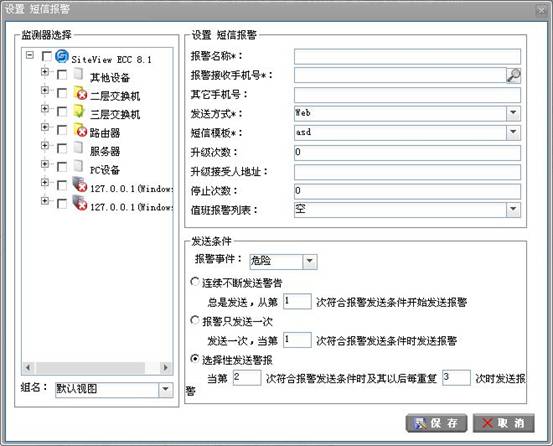 设置 短信报警
监测器选择
SiteView ECC 8.1
其他设备
二层交换机
三层交换机
路由器
服务器
PC设备
127.0.0.1(Window
127.0.0.1(Window
组名: 默认视图
设置 短信报警
报警名称*:
报警接收手机号*:
其它手机号:
发送方式*: Web
短信模板*: asd
升级次数: 0
升级接受人地址:
停止次数: 0
值班报警列表: 空
发送条件
报警事件: 危险
连续不断发送警告
总是发送,从第 1 次符合报警发送条件开始发送报警
报警只发送一次
发送一次,当第 1 次符合报警发送条件时发送报警
选择性发送警报
当第 2 次符合报警发送条件时及其以后每重复 3 次时发送报
警
保存 取消